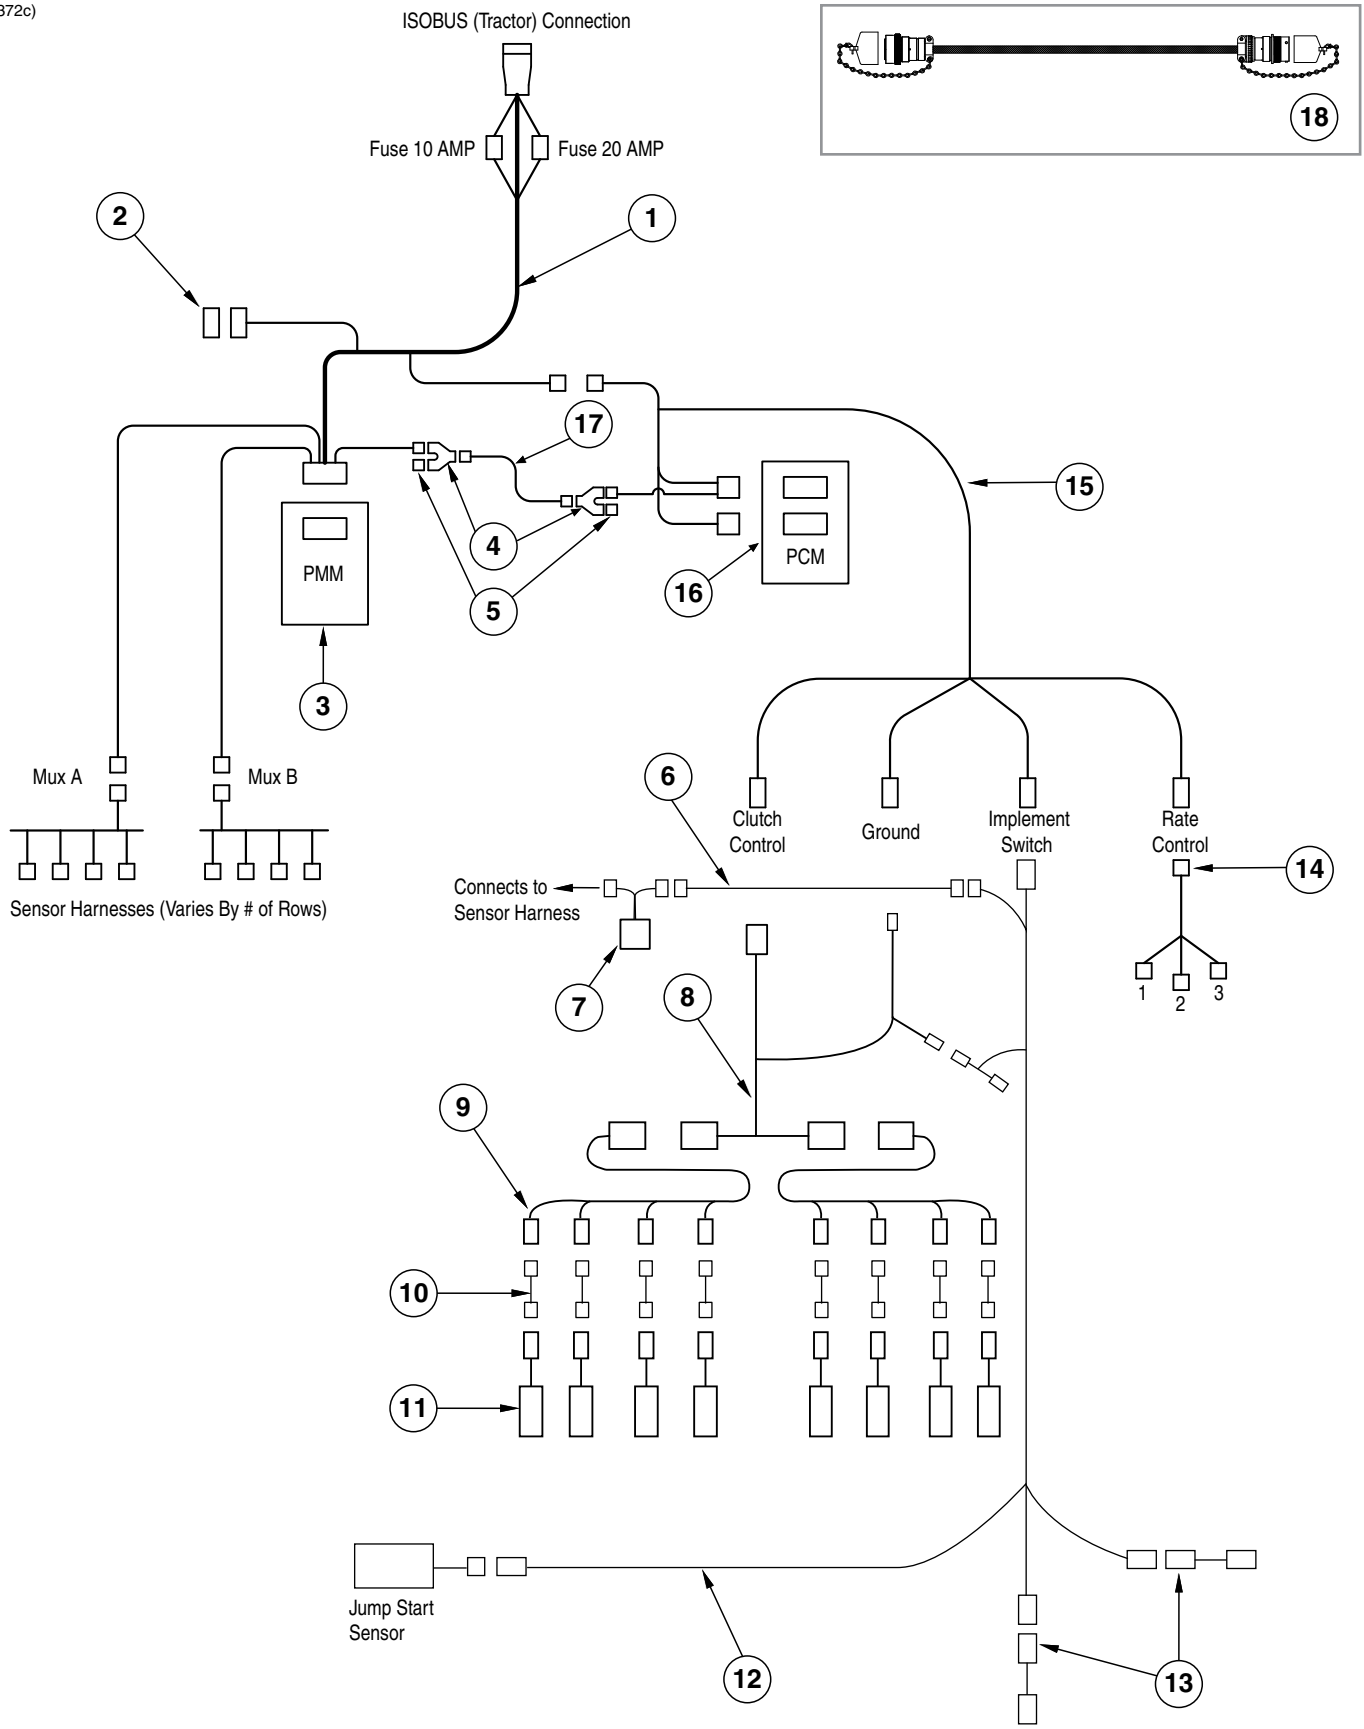 372c)
ISOBUS (Tractor) Connection
18
Fuse 10 AMP
Fuse 20 AMP
2
1
17
15
4
PMM
PCM
16
5
3
Mux A
Mux B
6
Clutch
Control
Ground
Implement
Switch
Rate
Control
14
Connects to
Sensor Harness
Sensor Harnesses (Varies By # of Rows)
7
8
1
2
3
9
10
11
Jump Start
Sensor
12
13